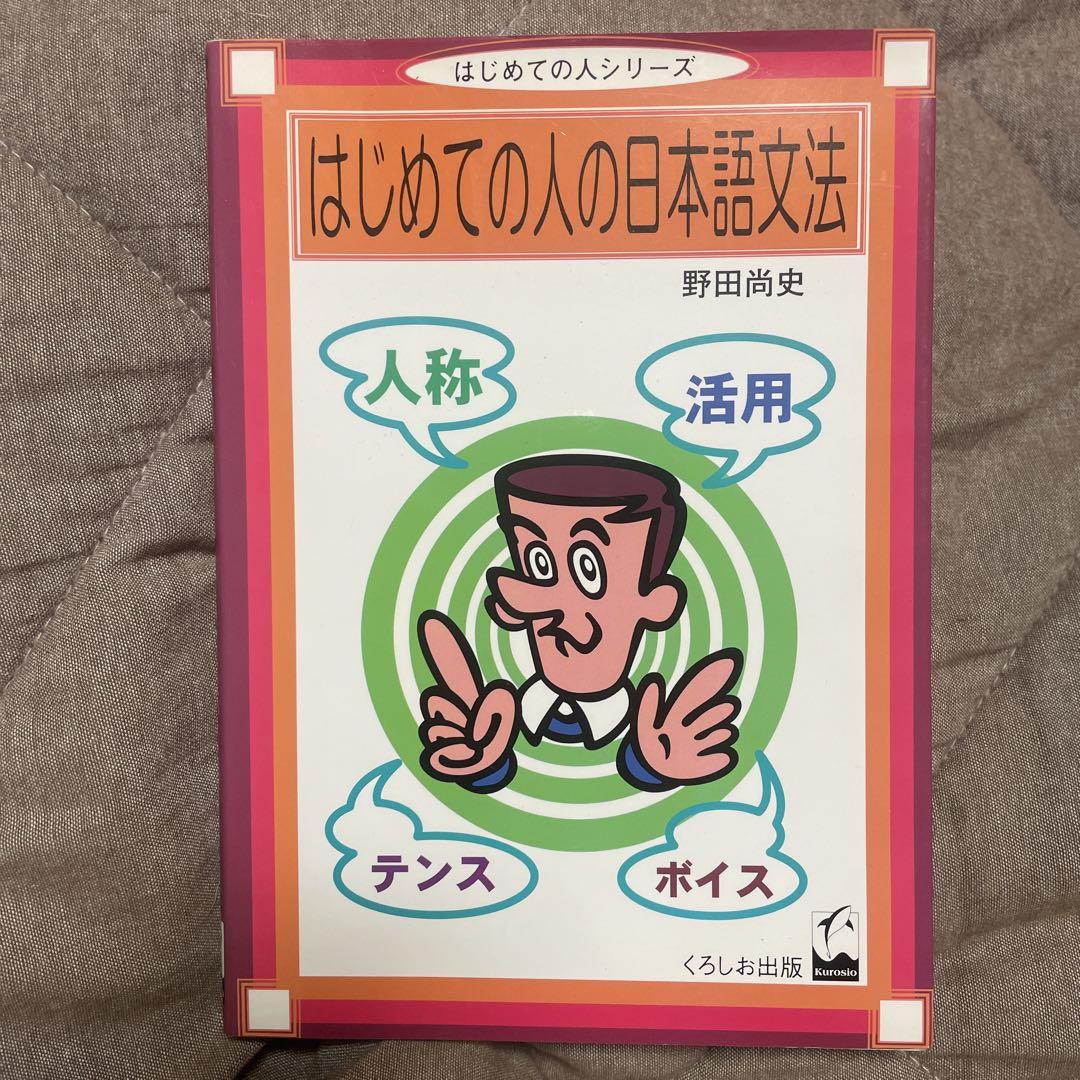 はじめての人シリーズ
はじめての人の日本語文法
野田尚史
人称
活用
テンス
ボイス
くろしお出版
Kurosio